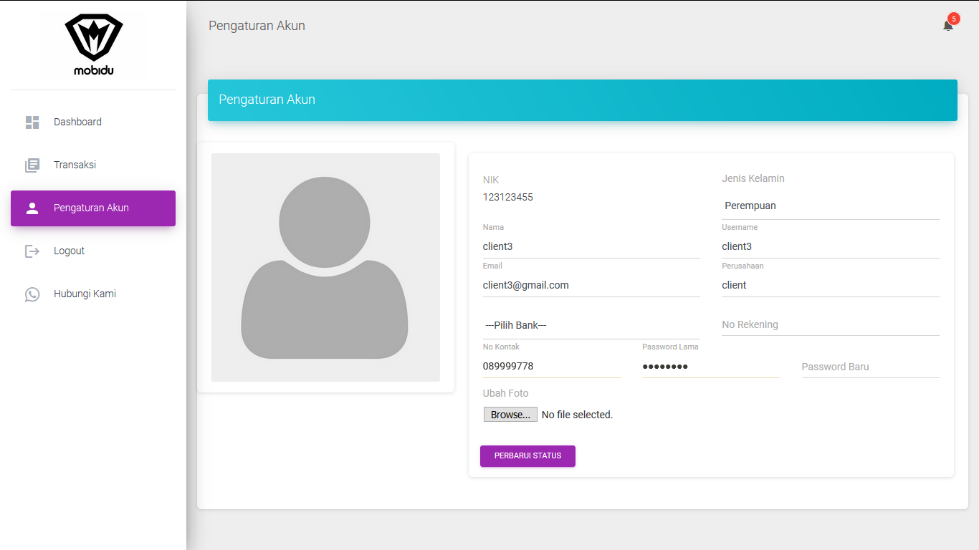 mobidu
Dashboard
Transaksi
Pengaturan Akun
Logout
Hubungi Kami
Pengaturan Akun
5
Pengaturan Akun
NIK
123123455
Jenis Kelamin
Perempuan
Nama
client3
Username
client3
Email
client3@gmail.com
Perusahaan
client
---Pilih Bank---
No Rekening
No Kontak
089999778
Password Lama
●●●●●●●●
Password Baru
Ubah Foto
Browse... No file selected.
PERBARUI STATUS